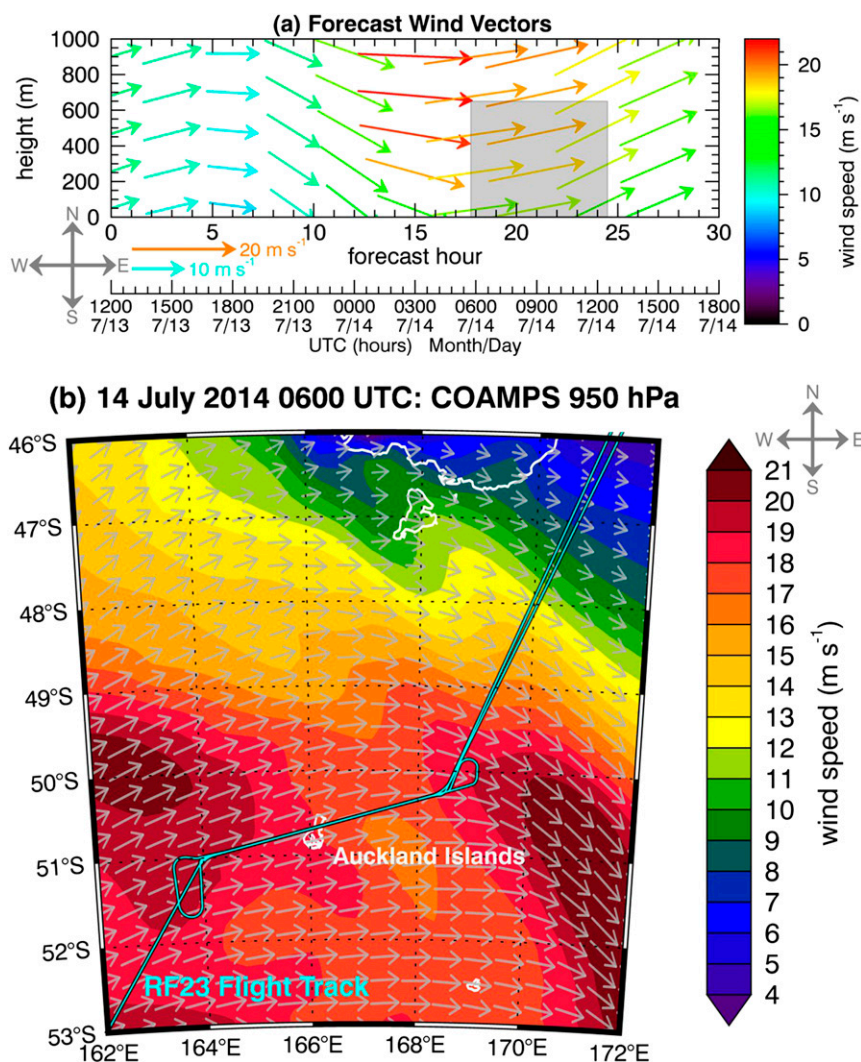 (a) Forecast Wind Vectors
1000
800
600
400
200
0
height (m)
0 5 10 15 20 25 30
forecast hour
20 m s⁻¹
10 m s⁻¹
N
W E
S
1200 1500 1800 2100 0000 0300 0600 0900 1200 1500 1800
7/13 7/13 7/13 7/13 7/14 7/14 7/14 7/14 7/14 7/14 7/14
UTC (hours) Month/Day
20
15
10
5
0
wind speed (m s⁻¹)
(b) 14 July 2014 0600 UTC: COAMPS 950 hPa
N
W E
S
46°S
47°S
48°S
49°S
50°S
51°S
52°S
53°S
Auckland Islands
RF23 Flight Track
162°E 164°E 166°E 168°E 170°E 172°E
21
20
19
18
17
16
15
14
13
12
11
10
9
8
7
6
5
4
wind speed (m s⁻¹)